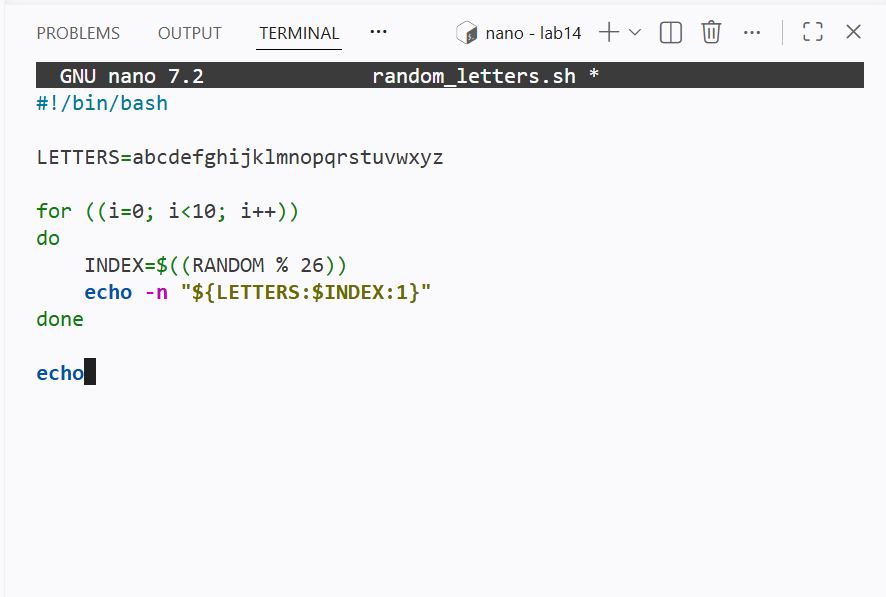 PROBLEMS OUTPUT TERMINAL ··· nano - lab14 ···
GNU nano 7.2 random_letters.sh *
#!/bin/bash
LETTERS=abcdefghijklmnopqrstuvwxyz
for ((i=0; i<10; i++))
do
    INDEX=$((RANDOM % 26))
    echo -n "${LETTERS:$INDEX:1}"
done
echo